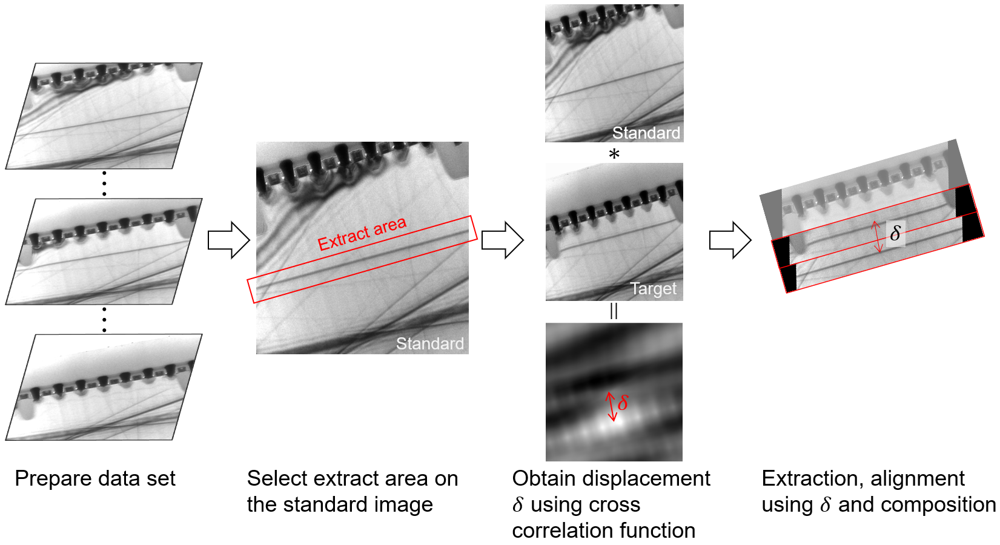 Standard
*
Extract area
δ
Target
||
Standard
δ
Prepare data set
Select extract area on
the standard image
Obtain displacement
δ using cross
correlation function
Extraction, alignment
using δ and composition